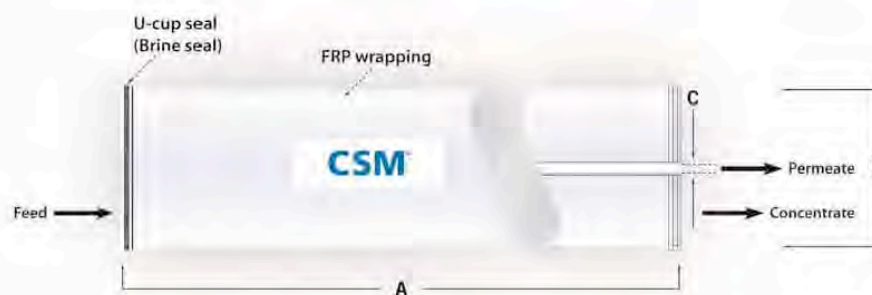 U-cup seal
(Brine seal)
FRP wrapping
C
CSM
Permeate
Feed
Concentrate
A